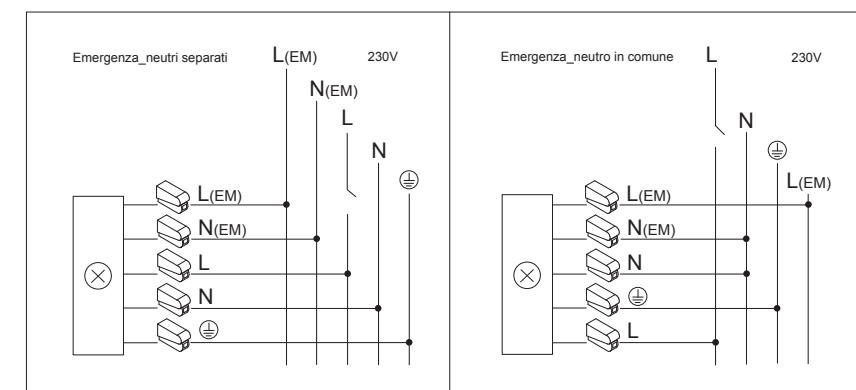 Emergenza_neutri separati
L(EM)
230V
N(EM)
L
N
L(EM)
N(EM)
L
N
Emergenza_neutro in comune
L
230V
N
L(EM)
L(EM)
N(EM)
N
L